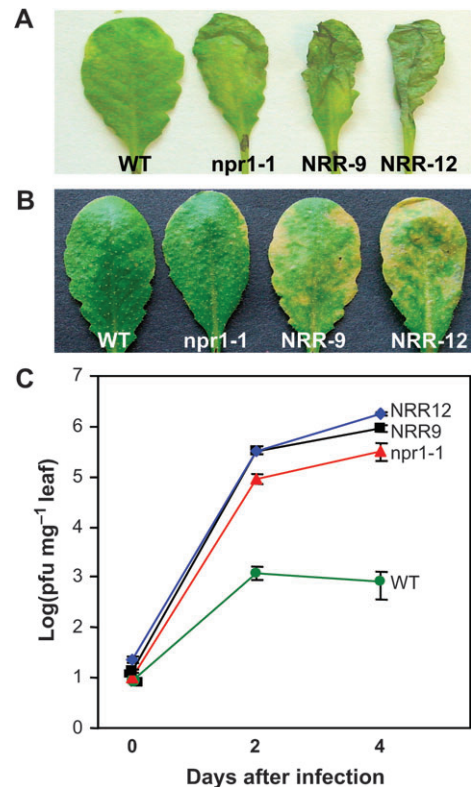 A
WT npr1-1 NRR-9 NRR-12
B
WT npr1-1 NRR-9 NRR-12
C
7
6
5
4
3
2
1
0
Log(pfu mg⁻¹ leaf)
NRR12
NRR9
npr1-1
WT
0 2 4
Days after infection